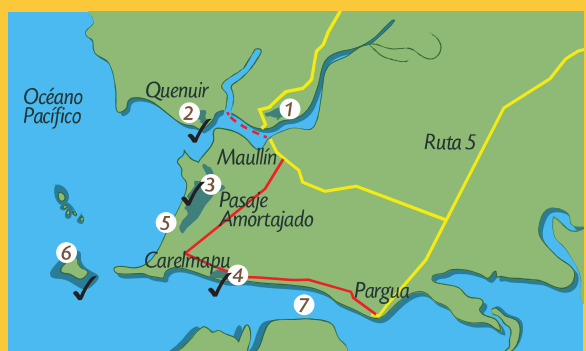 Océano
Pacífico
Quenuir
1
2
Ruta 5
Maullín
3
Pasaje
Amortajado
5
6
Carelmapu
4
7
Pargua